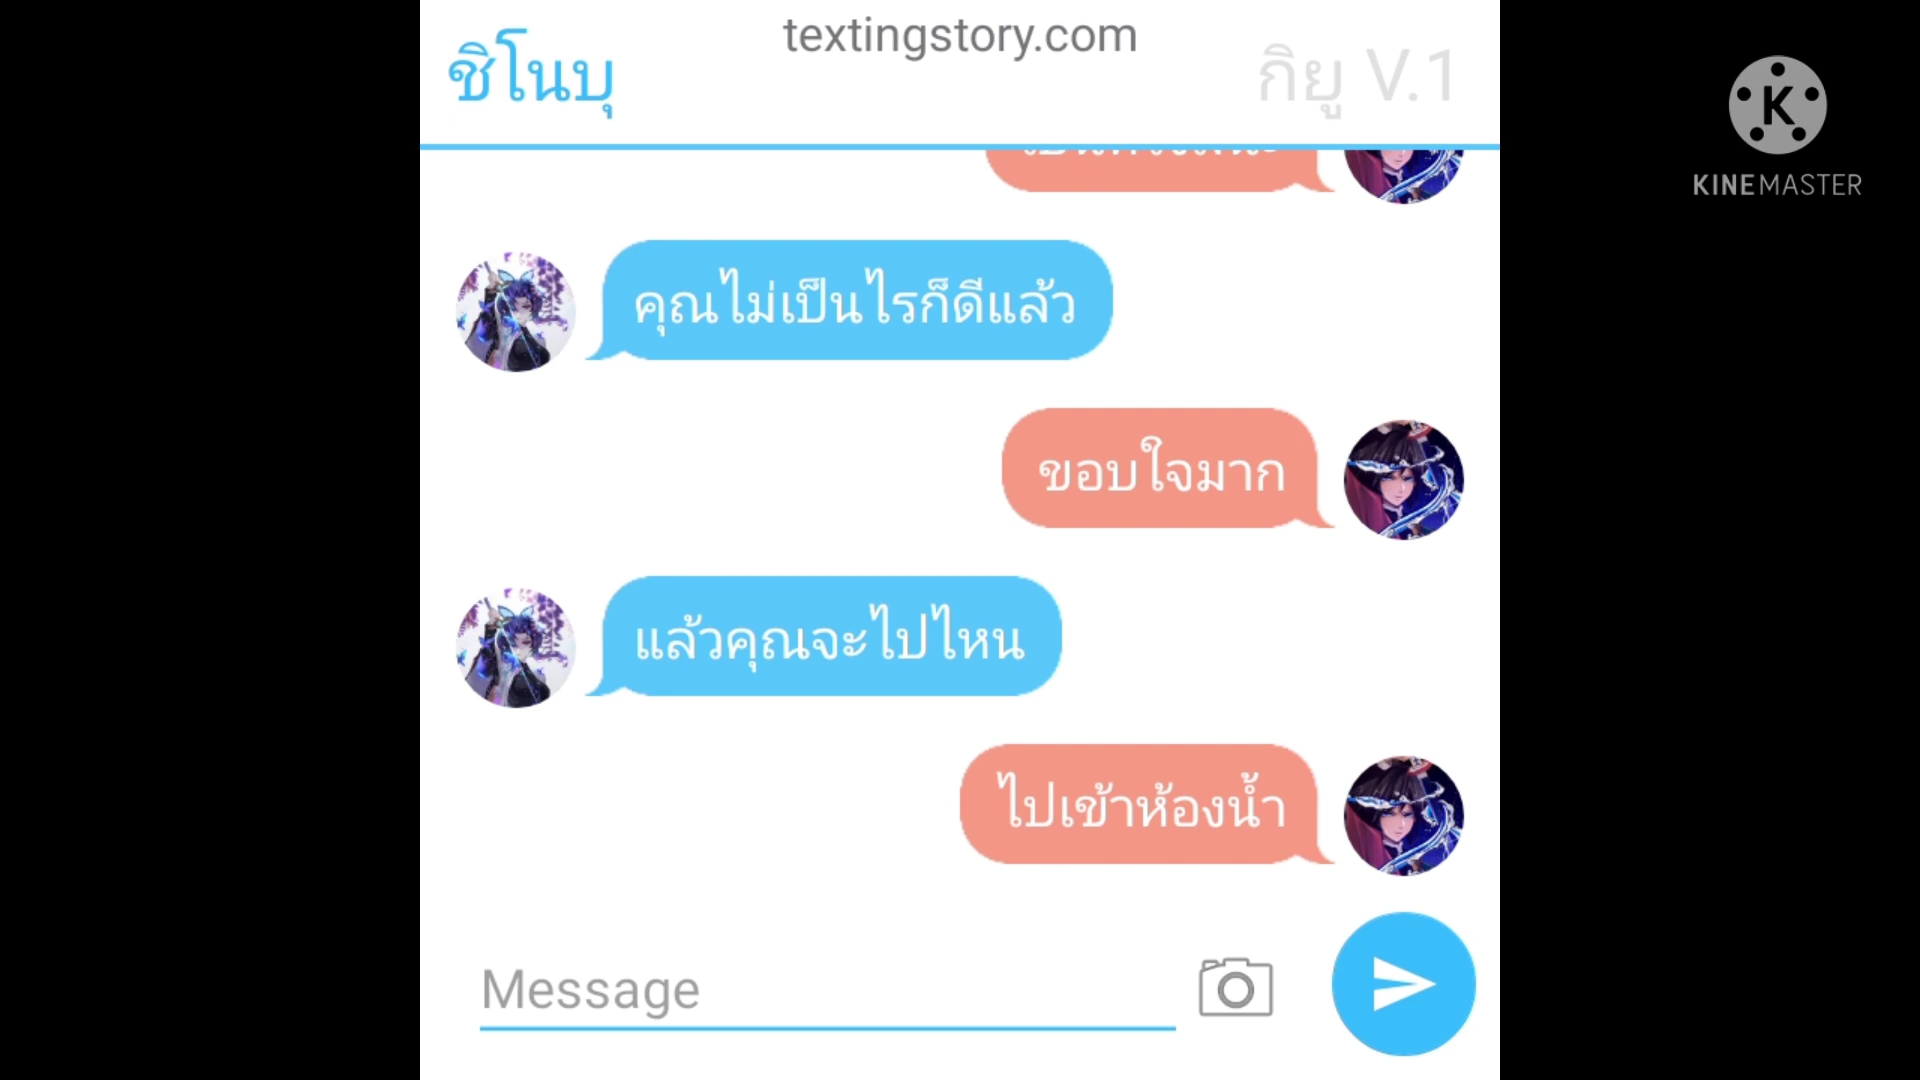 textingstory.com
ชิโนบุ
กิยู V.1
KINEMASTER
คุณไม่เป็นไรก็ดีแล้ว
ขอบใจมาก
แล้วคุณจะไปไหน
ไปเข้าห้องน้ำ
Message